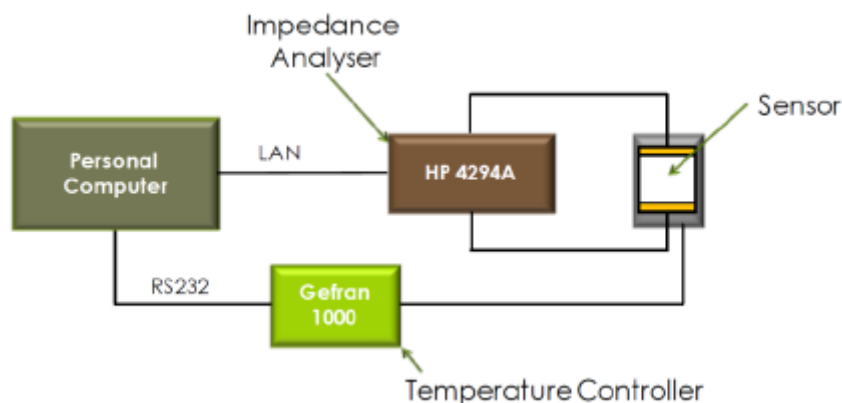 Impedance
Analyser
Sensor
Personal
Computer
LAN
HP 4294A
RS232
Gefran
1000
Temperature Controller